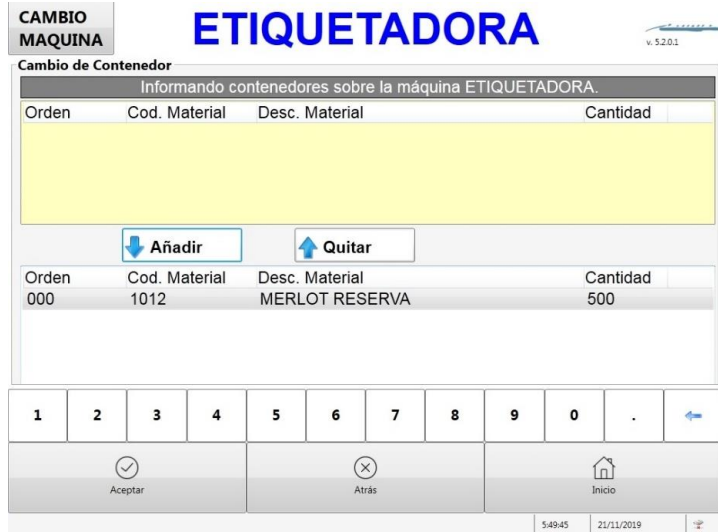 CAMBIO
MAQUINA
ETIQUETADORA
v. 5.2.0.1
Cambio de Contenedor
Informando contenedores sobre la máquina ETIQUETADORA.
Orden Cod. Material Desc. Material Cantidad
Añadir Quitar
Orden Cod. Material Desc. Material Cantidad
000 1012 MERLOT RESERVA 500
1 2 3 4 5 6 7 8 9 0 .
Aceptar Atrás Inicio
5:49:45 21/11/2019